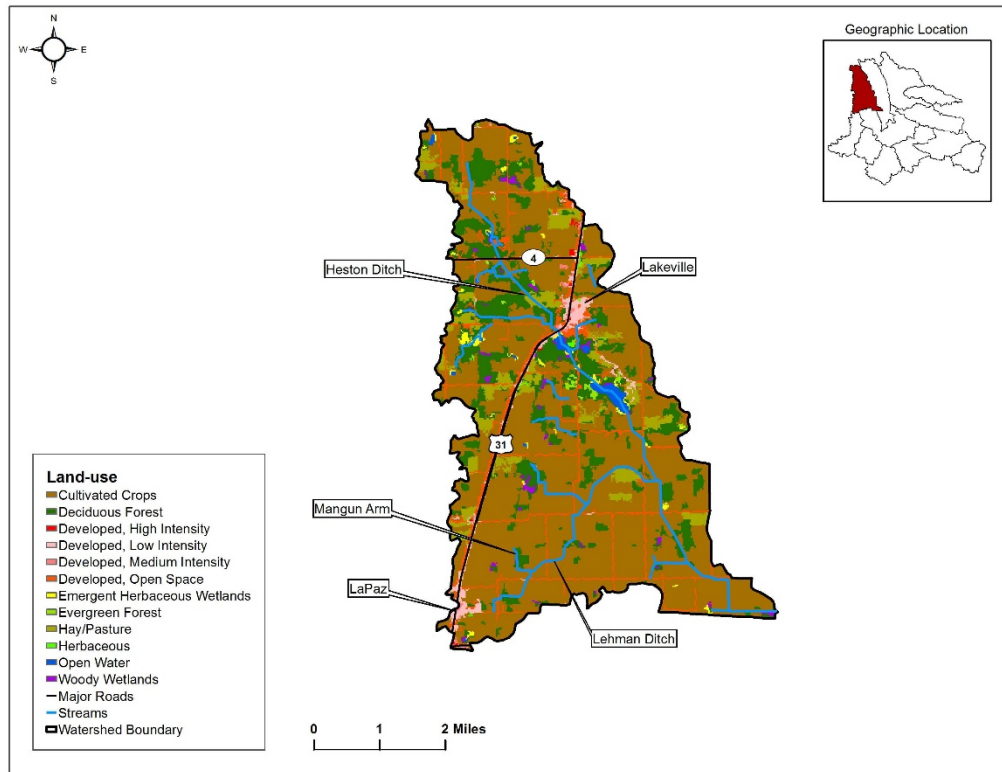 N
W E
S
Geographic Location
4
Heston Ditch
Lakeville
31
Mangun Arm
LaPaz
Lehman Ditch
Land-use
Cultivated Crops
Deciduous Forest
Developed, High Intensity
Developed, Low Intensity
Developed, Medium Intensity
Developed, Open Space
Emergent Herbaceous Wetlands
Evergreen Forest
Hay/Pasture
Herbaceous
Open Water
Woody Wetlands
Major Roads
Streams
Watershed Boundary
0 1 2 Miles